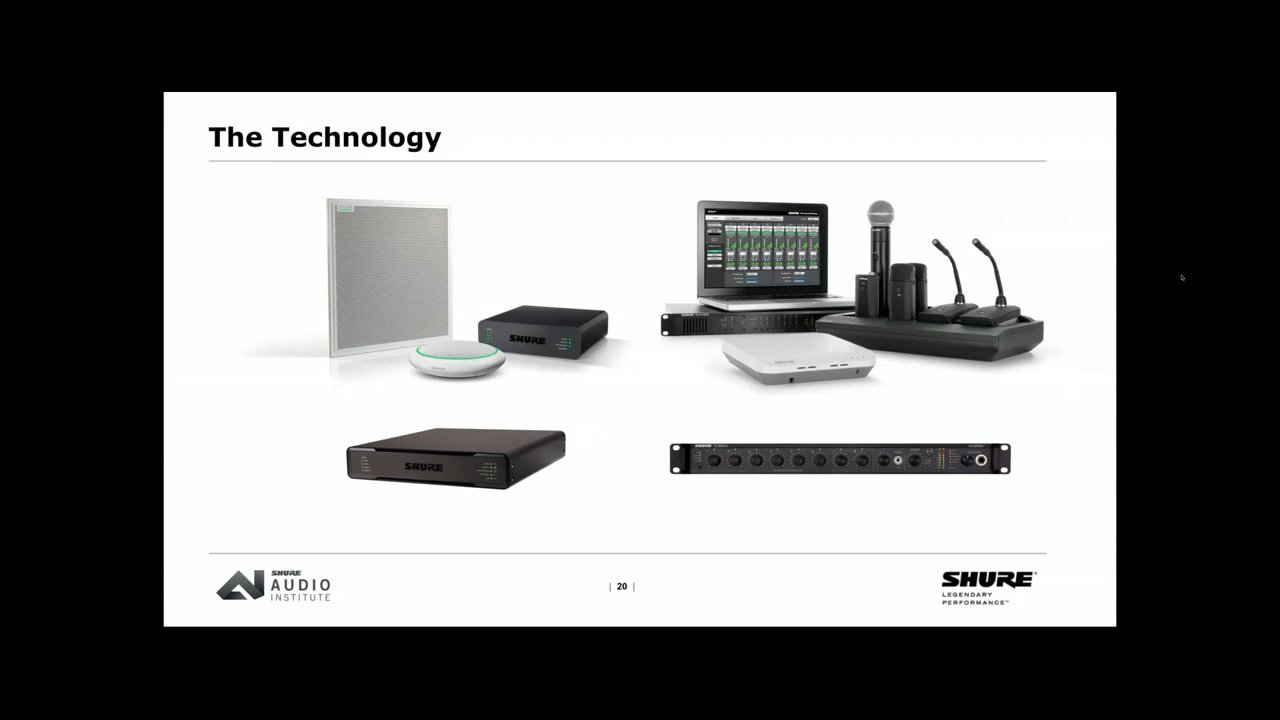 The Technology
SHURE
SHURE
SHURE
AUDIO
INSTITUTE
| 20 |
SHURE®
LEGENDARY
PERFORMANCE™